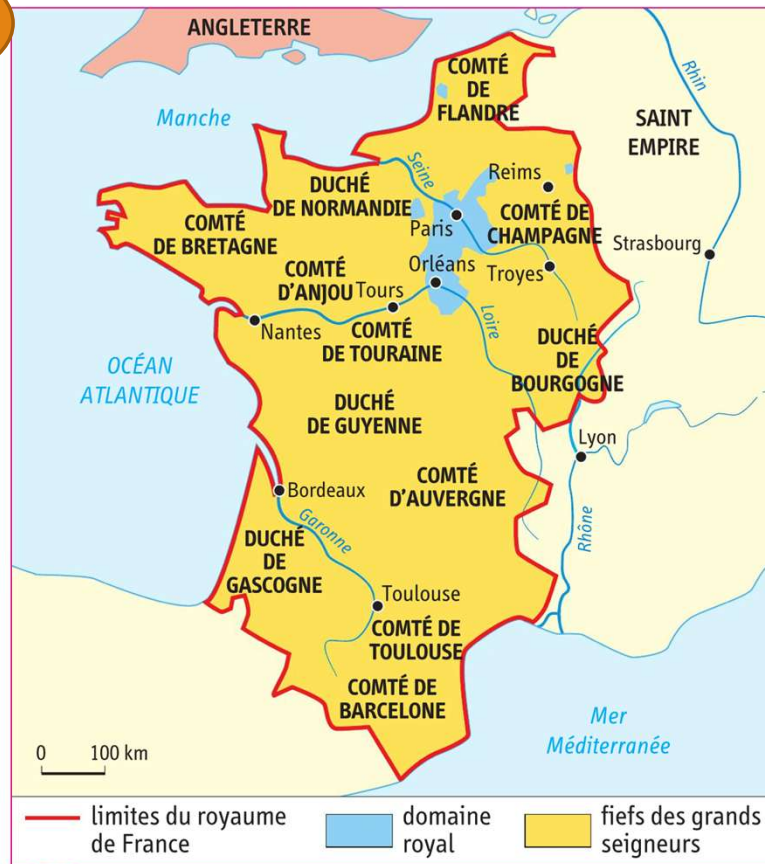 ANGLETERRE
COMTÉ
DE
FLANDRE
Rhin
Manche
SAINT
EMPIRE
Seine
Reims
DUCHÉ
DE NORMANDIE
Paris
COMTÉ DE
CHAMPAGNE
COMTÉ
DE BRETAGNE
Strasbourg
COMTÉ
D'ANJOU
Orléans
Troyes
Tours
Loire
Nantes
COMTÉ
DE TOURAINE
DUCHÉ
DE
BOURGOGNE
OCÉAN
ATLANTIQUE
DUCHÉ
DE GUYENNE
Lyon
COMTÉ
D'AUVERGNE
Bordeaux
Garonne
Rhône
DUCHÉ
DE
GASCOGNE
Toulouse
COMTÉ DE
TOULOUSE
COMTÉ DE
BARCELONE
Mer
Méditerranée
0 100 km
limites du royaume
de France
domaine
royal
fiefs des grands
seigneurs